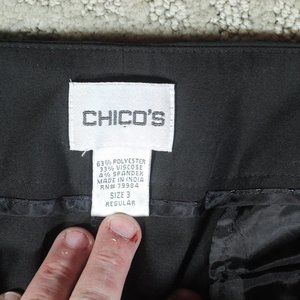 CHICO'S
63% POLYESTER
33% VISCOSE
4% SPANDEX
MADE IN INDIA
RN# 79984
SIZE 3
REGULAR